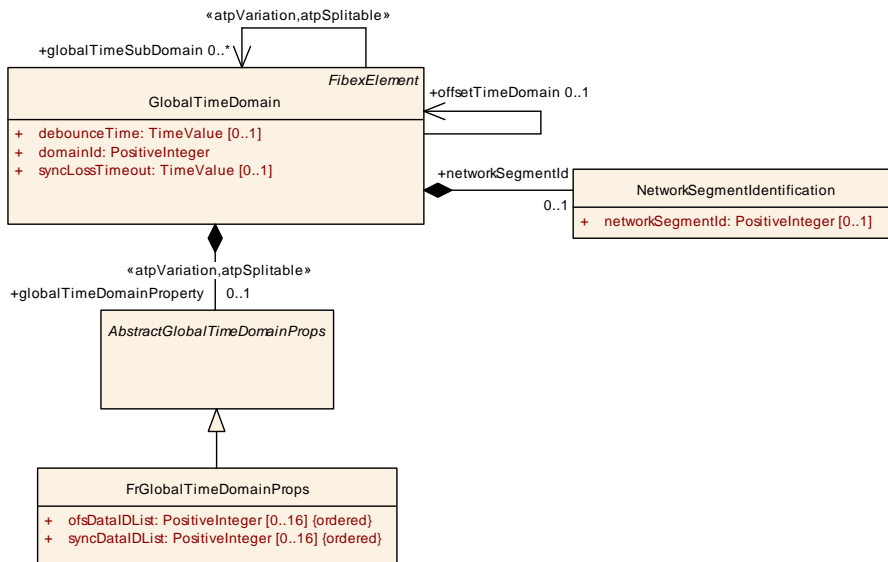 «atpVariation,atpSplitable»
+globalTimeSubDomain 0..*
FibexElement
GlobalTimeDomain
+ debounceTime: TimeValue [0..1]
+ domainId: PositiveInteger
+ syncLossTimeout: TimeValue [0..1]
+offsetTimeDomain 0..1
+networkSegmentId
0..1
NetworkSegmentIdentification
+ networkSegmentId: PositiveInteger [0..1]
«atpVariation,atpSplitable»
+globalTimeDomainProperty 0..1
AbstractGlobalTimeDomainProps
FrGlobalTimeDomainProps
+ ofsDataIDList: PositiveInteger [0..16] {ordered}
+ syncDataIDList: PositiveInteger [0..16] {ordered}